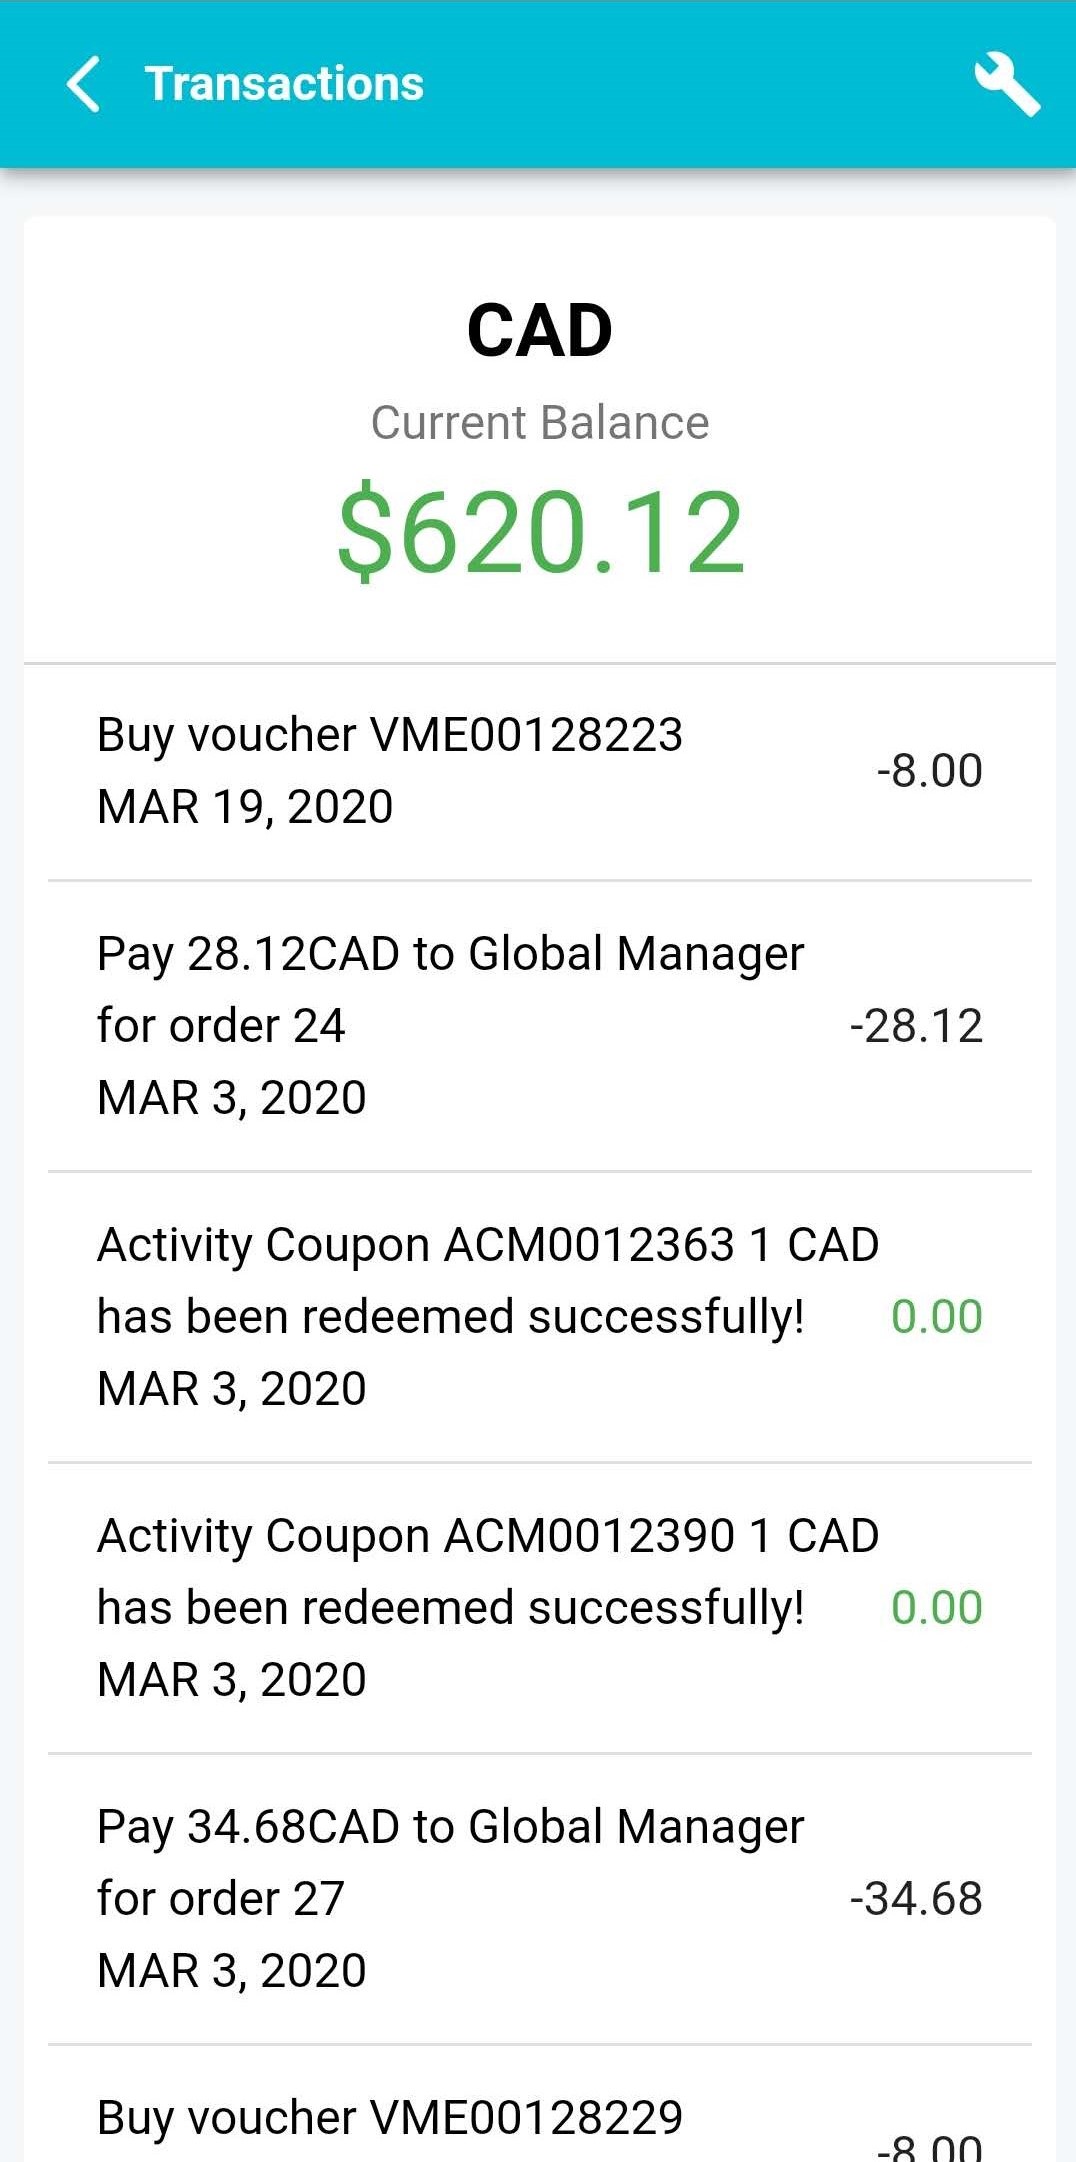 Transactions
CAD
Current Balance
$620.12
Buy voucher VME00128223
MAR 19, 2020
-8.00
Pay 28.12CAD to Global Manager
for order 24
MAR 3, 2020
-28.12
Activity Coupon ACM0012363 1 CAD
has been redeemed successfully!
MAR 3, 2020
0.00
Activity Coupon ACM0012390 1 CAD
has been redeemed successfully!
MAR 3, 2020
0.00
Pay 34.68CAD to Global Manager
for order 27
MAR 3, 2020
-34.68
Buy voucher VME00128229
-8.00